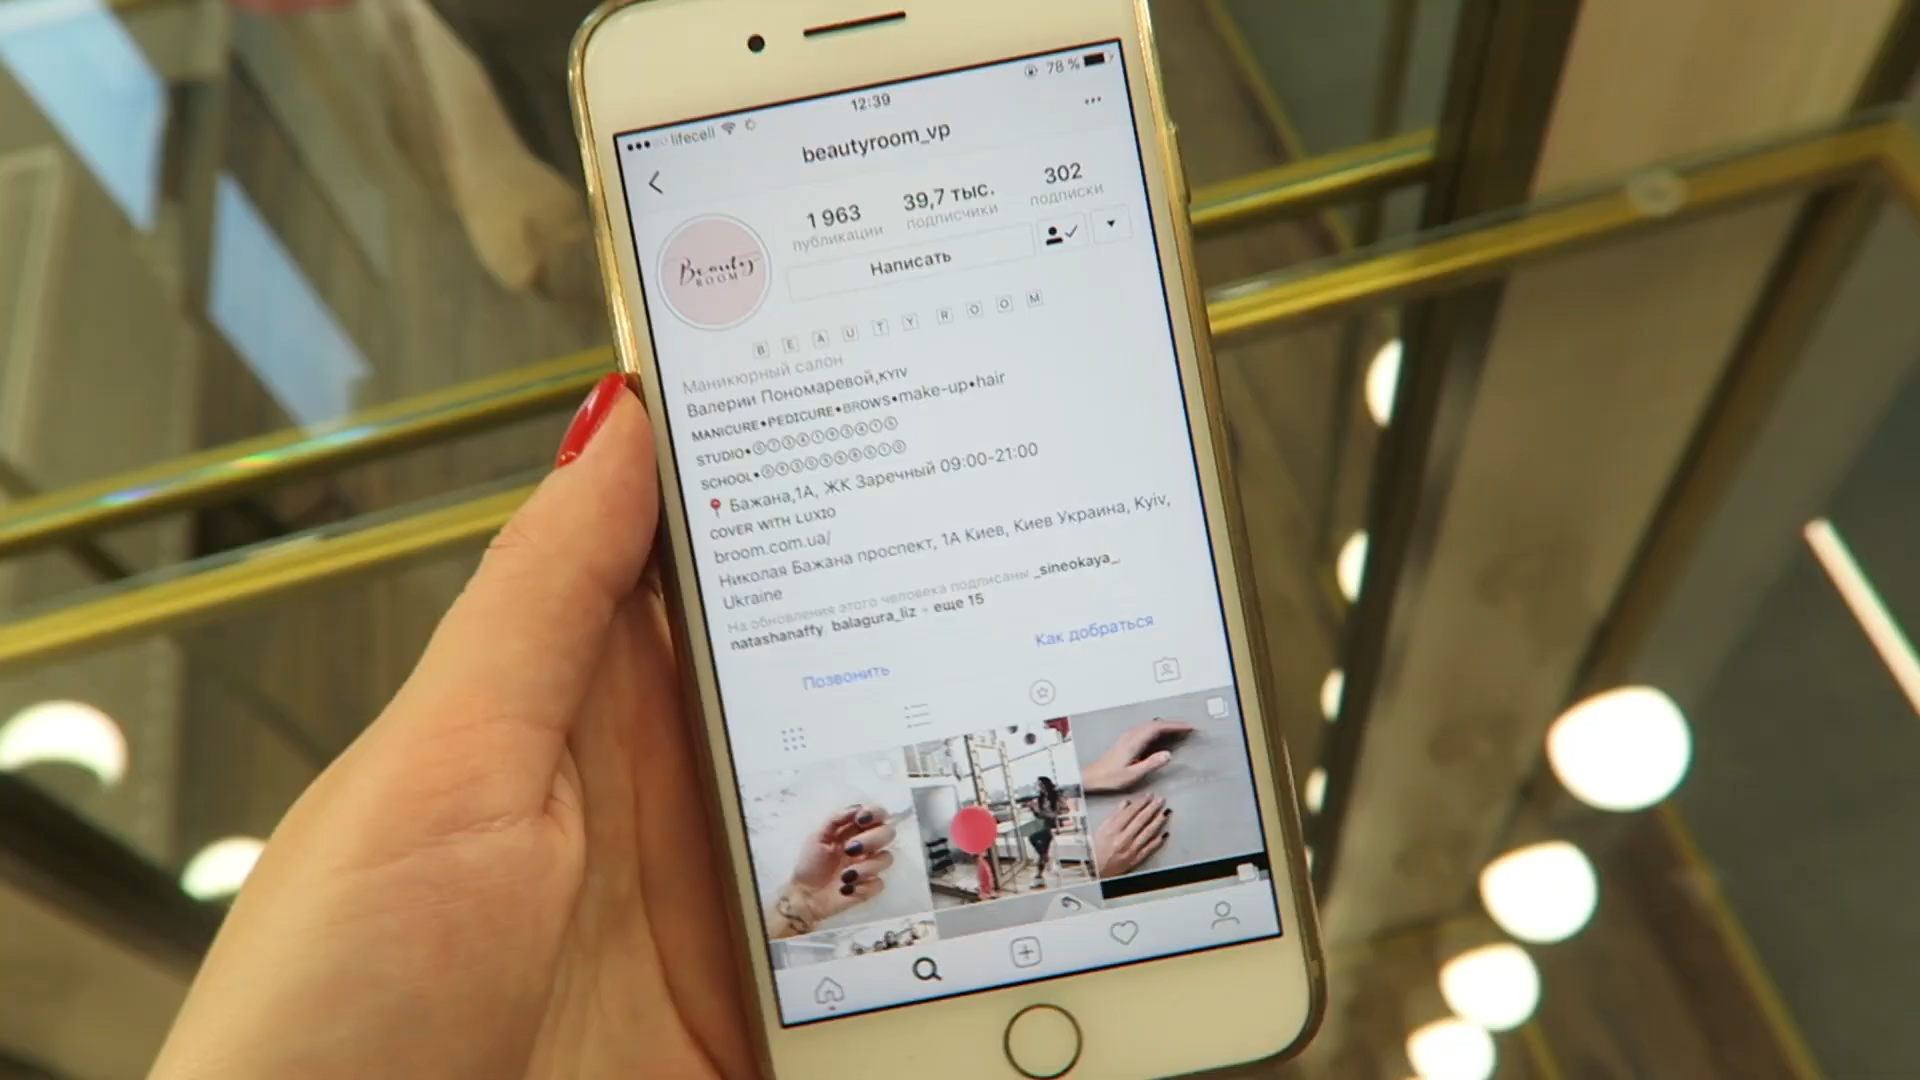 lifecell
12:39
78 %
beautyroom_vp
1 963
публикации
39,7 тыс.
подписчики
302
подписки
Написать
Beauty
ROOM
B E A U T Y R O O M
Маникюрный салон
Валерии Пономаревой,KYIV
MANICURE•PEDICURE•BROWS•make-up•hair
STUDIO•
SCHOOL•
Бажана,1А, ЖК Заречный 09:00-21:00
COVER WITH LUXIO
broom.com.ua/
Николая Бажана проспект, 1А Киев, Киев Украина, Kyiv,
Ukraine
На обновления этого человека подписаны _sineokaya_,
natashanaffy, balagura_liz + еще 15
Позвонить
Как добраться